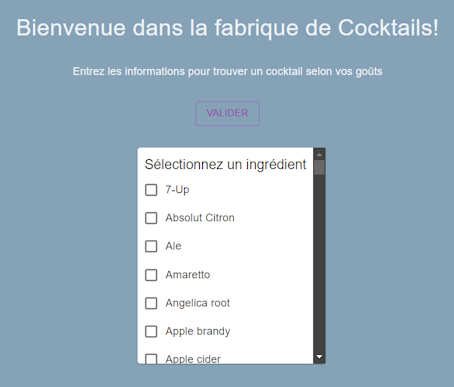 Bienvenue dans la fabrique de Cocktails!
Entrez les informations pour trouver un cocktail selon vos goûts
VALIDER
Sélectionnez un ingrédient
7-Up
Absolut Citron
Ale
Amaretto
Angelica root
Apple brandy
Apple cider